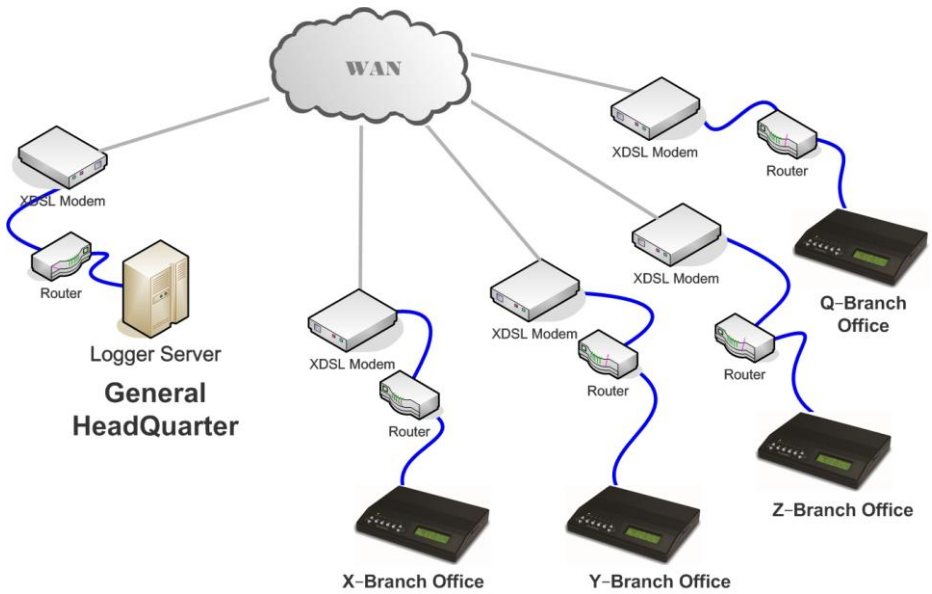 WAN
XDSL Modem
Router
Q-Branch
Office
XDSL Modem
Router
Logger Server
General
HeadQuarter
XDSL Modem
Router
X-Branch Office
XDSL Modem
Router
Y-Branch Office
XDSL Modem
Router
Z-Branch Office